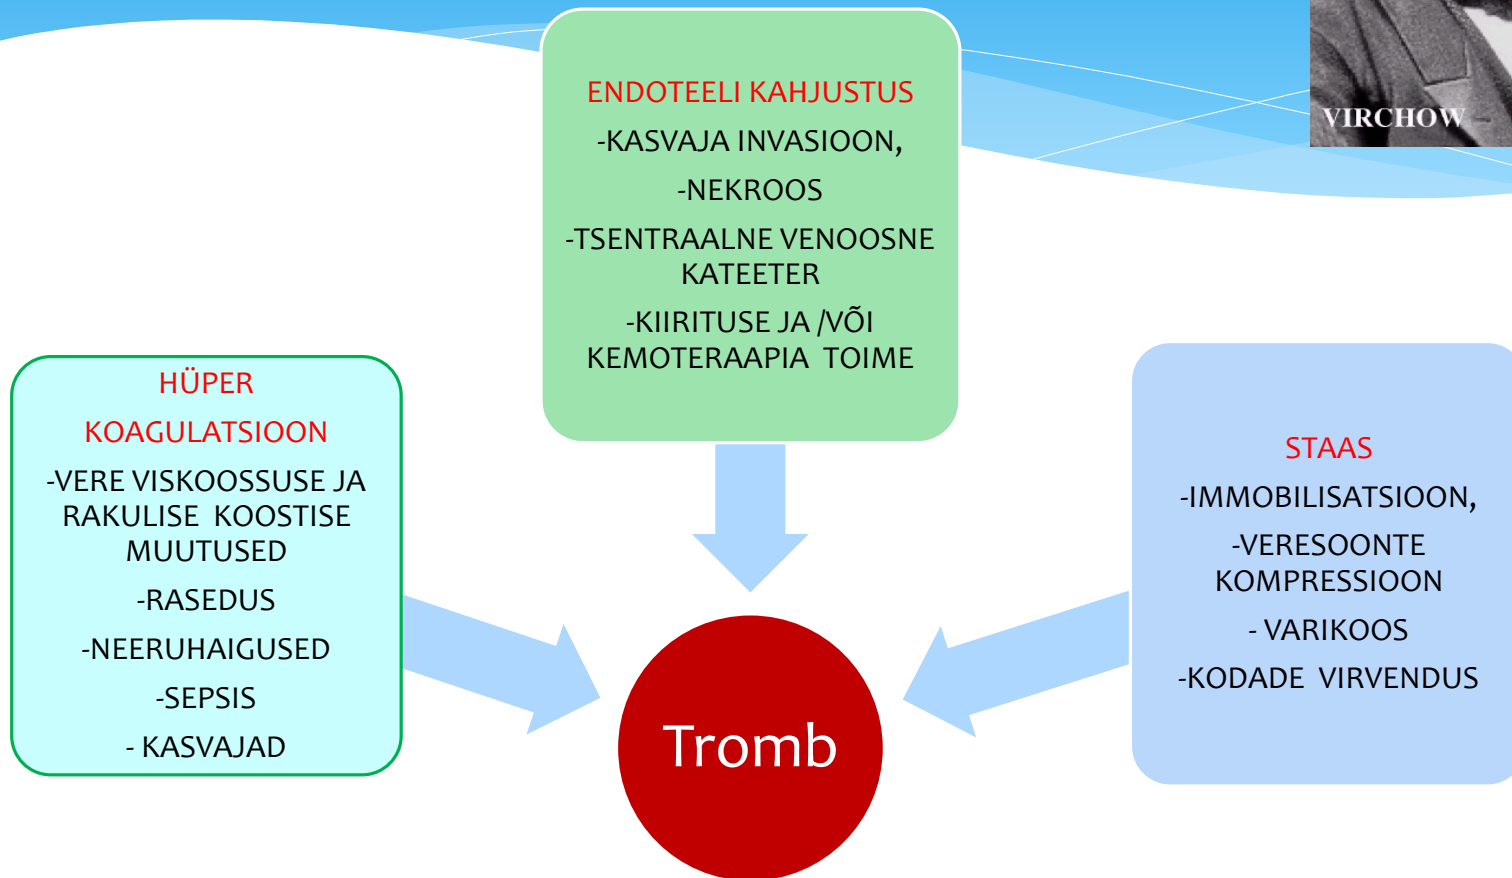 VIRCHOW
ENDOTEELI KAHJUSTUS
-KASVAJA INVASIOON,
-NEKROOS
-TSENTRAALNE VENOOSNE
KATEETER
-KIIRITUSE JA /VÕI
KEMOTERAAPIA TOIME
HÜPER
KOAGULATSIOON
-VERE VISKOOSSUSE JA
RAKULISE KOOSTISE
MUUTUSED
-RASEDUS
-NEERUHAIGUSED
-SEPSIS
- KASVAJAD
STAAS
-IMMOBILISATSIOON,
-VERESOONTE
KOMPRESSIOON
- VARIKOOS
-KODADE VIRVENDUS
Tromb